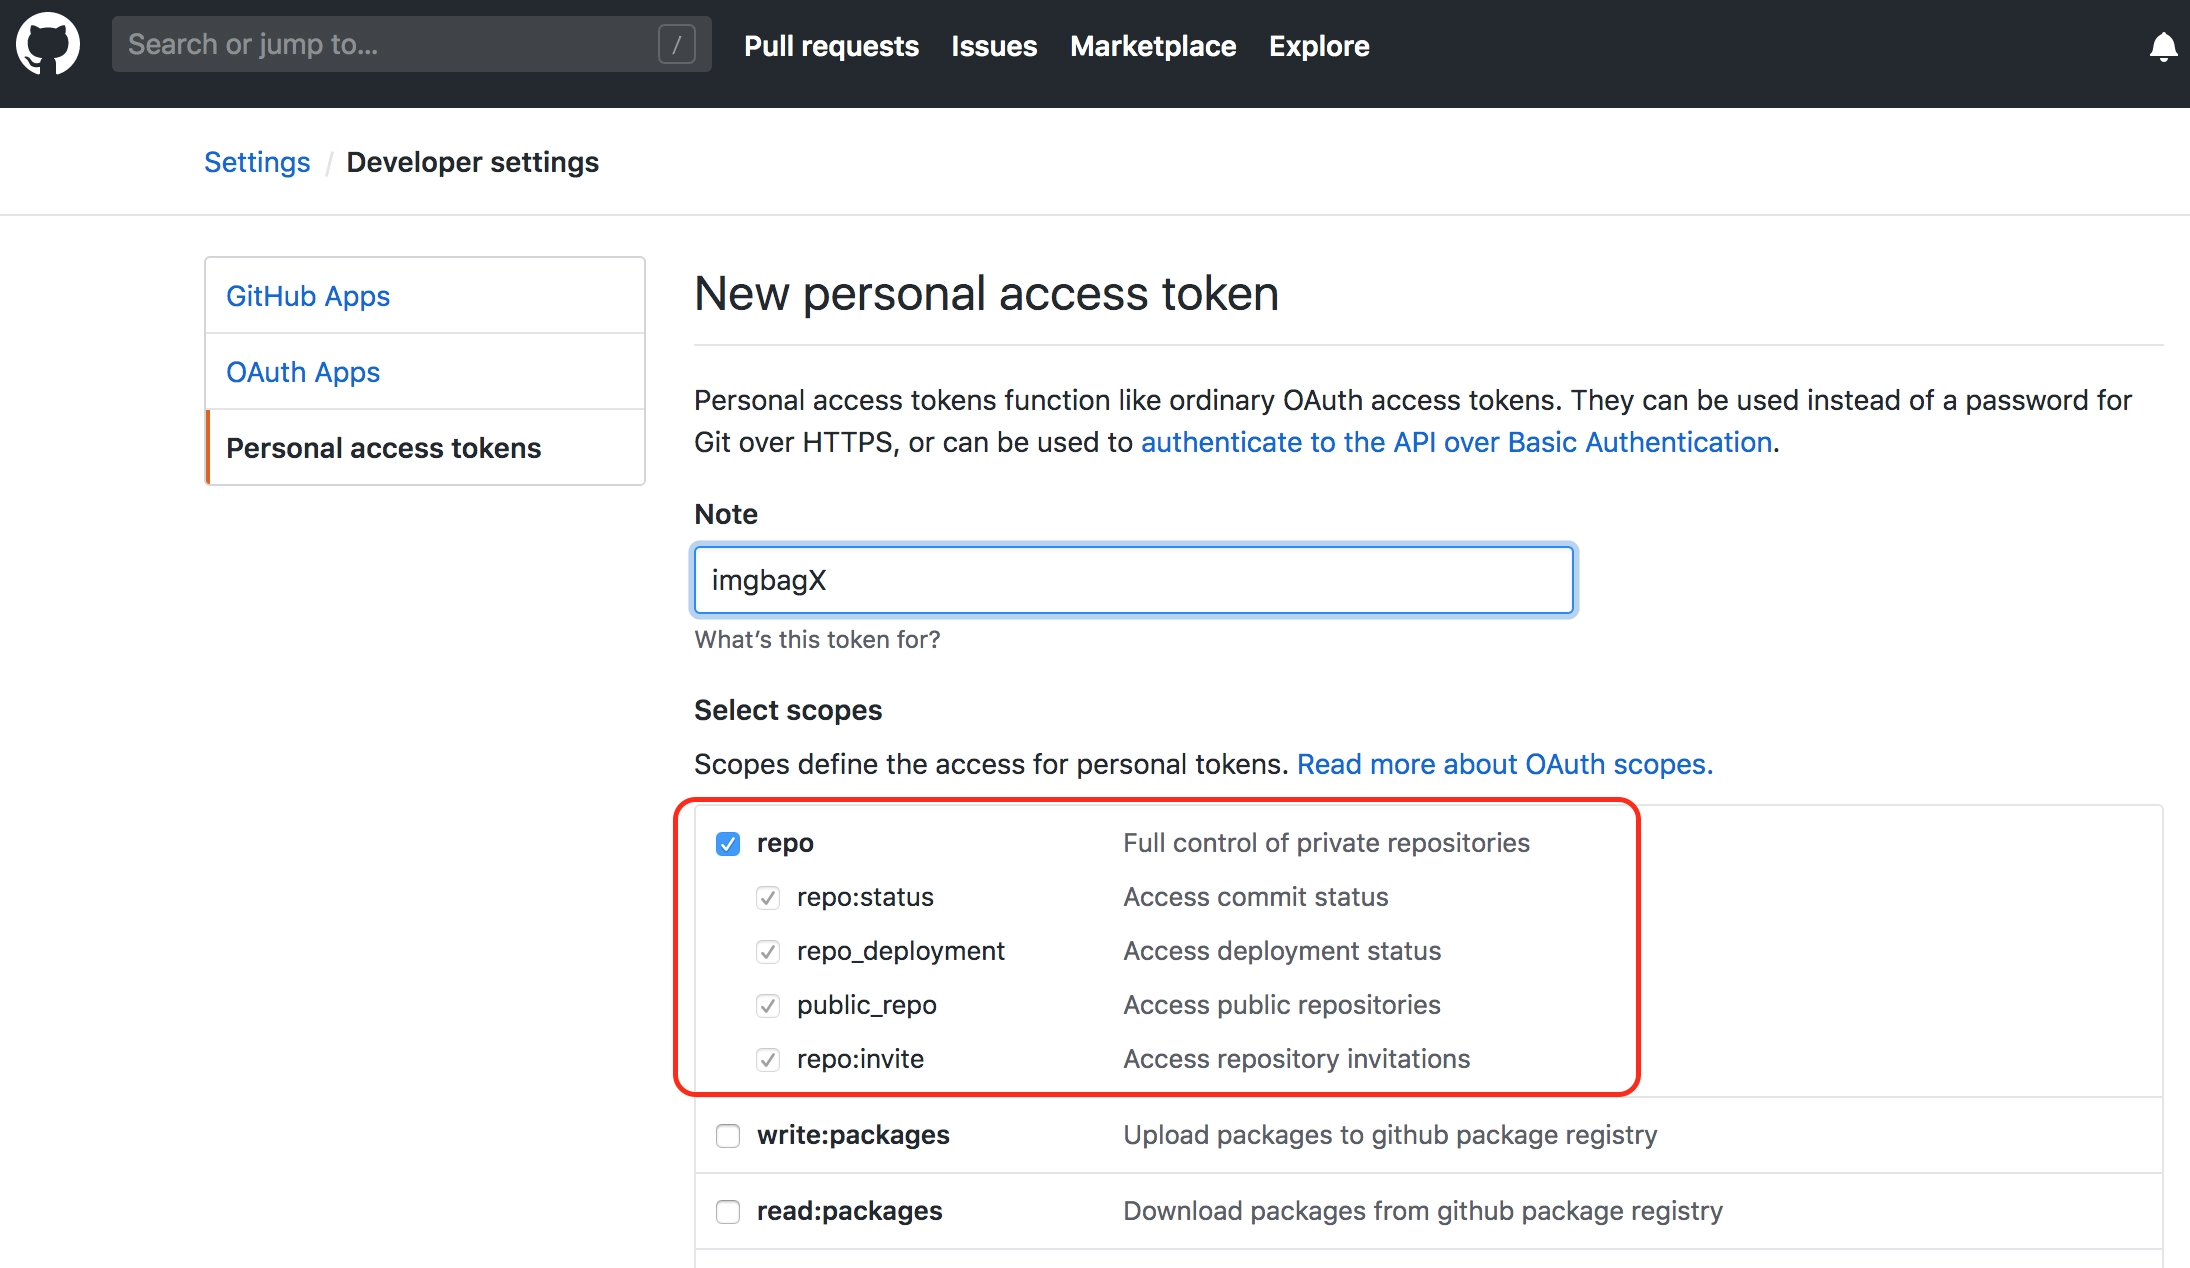 Search or jump to... /
Pull requests Issues Marketplace Explore
Settings / Developer settings
GitHub Apps
OAuth Apps
Personal access tokens
New personal access token
Personal access tokens function like ordinary OAuth access tokens. They can be used instead of a password for
Git over HTTPS, or can be used to authenticate to the API over Basic Authentication.
Note
imgbagX
What’s this token for?
Select scopes
Scopes define the access for personal tokens. Read more about OAuth scopes.
repo Full control of private repositories
repo:status Access commit status
repo_deployment Access deployment status
public_repo Access public repositories
repo:invite Access repository invitations
write:packages Upload packages to github package registry
read:packages Download packages from github package registry